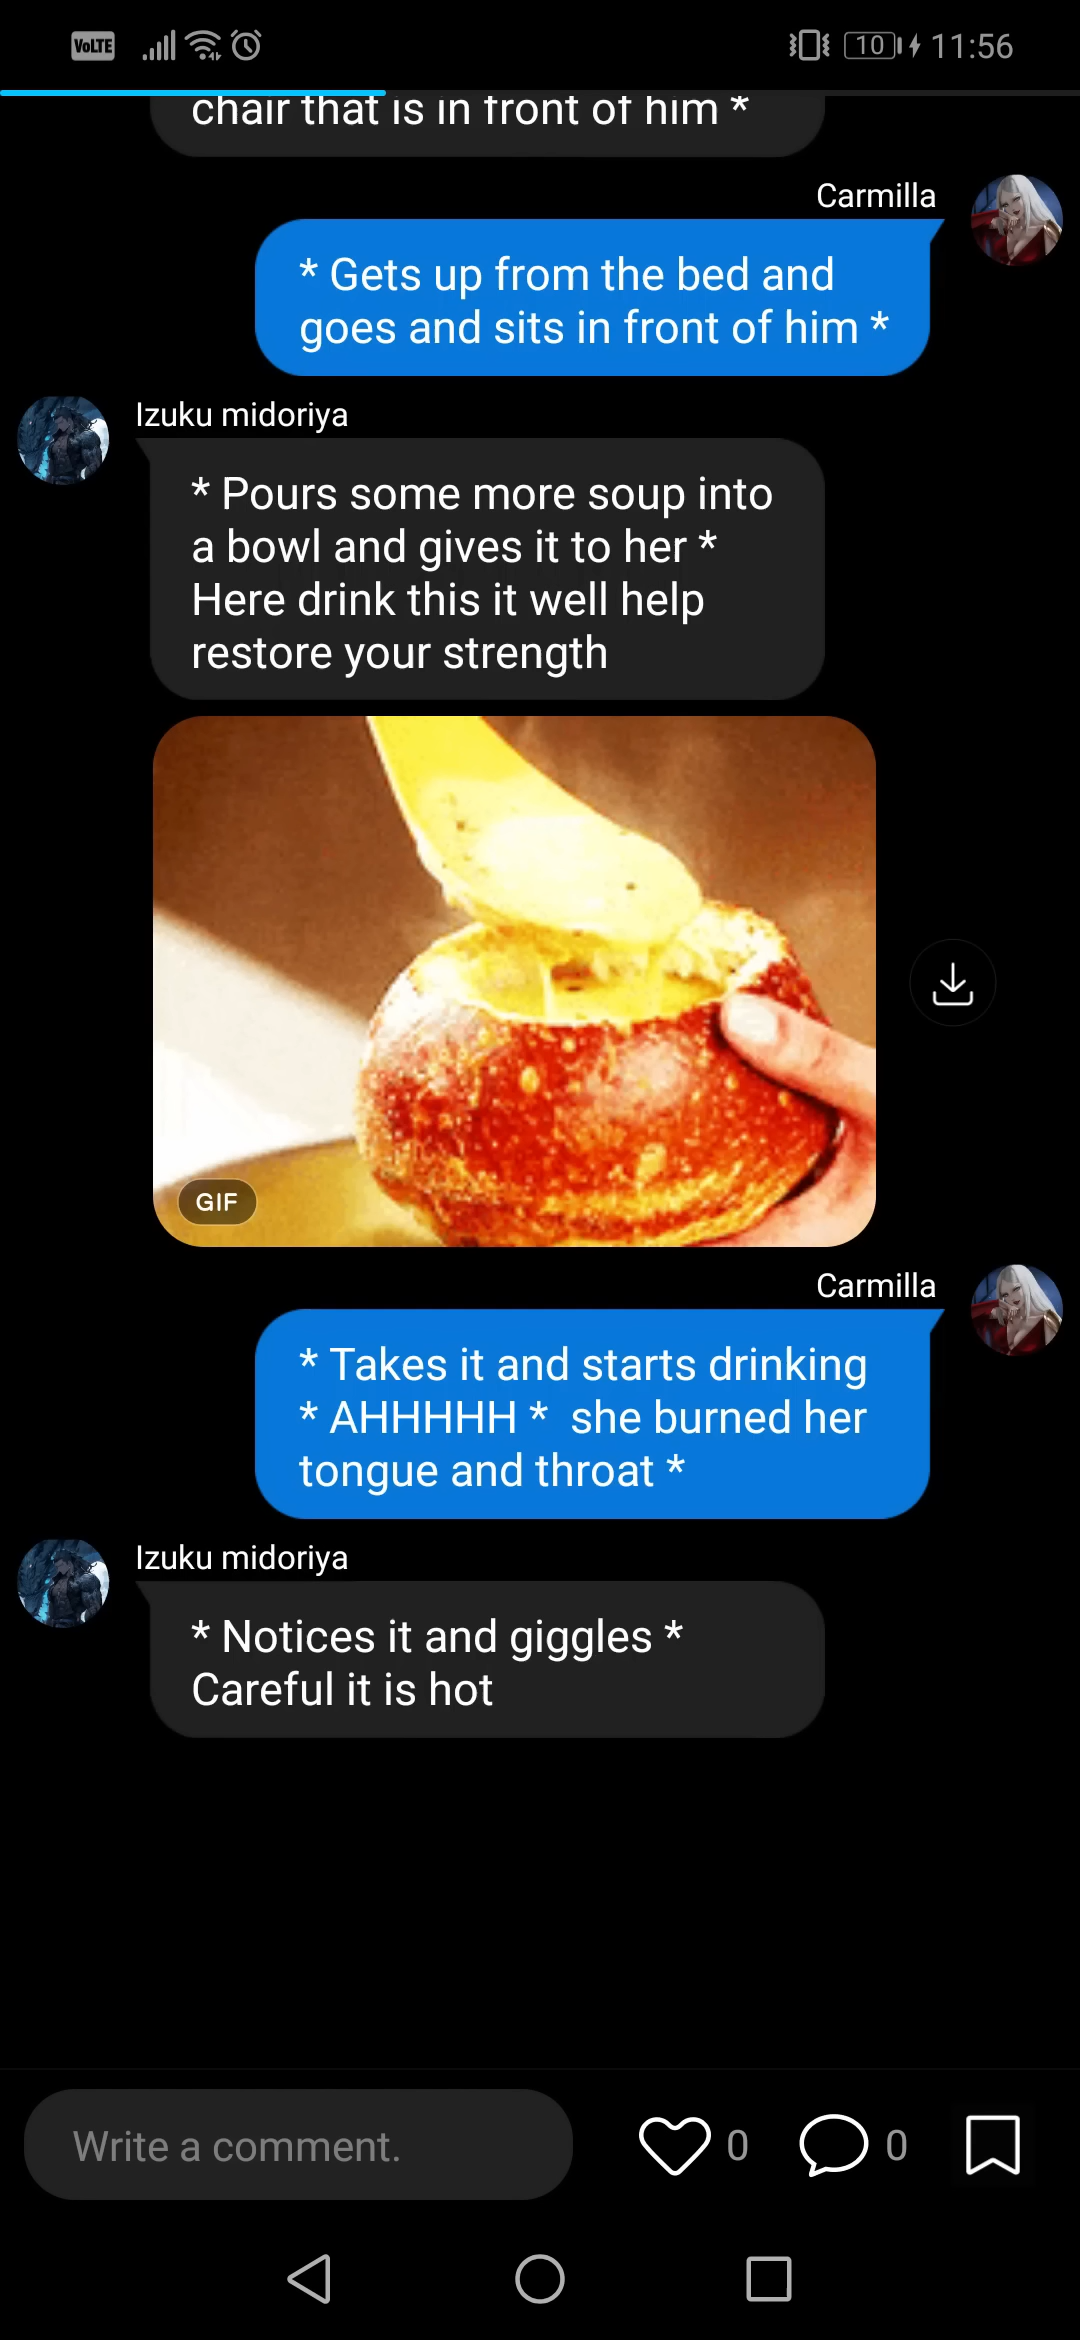 VoLTE
10
11:56
chair that is in front of him *
Carmilla
* Gets up from the bed and
goes and sits in front of him *
Izuku midoriya
* Pours some more soup into
a bowl and gives it to her *
Here drink this it well help
restore your strength
GIF
Carmilla
* Takes it and starts drinking
* AHHHHH *  she burned her
tongue and throat *
Izuku midoriya
* Notices it and giggles *
Careful it is hot
Write a comment.
0
0